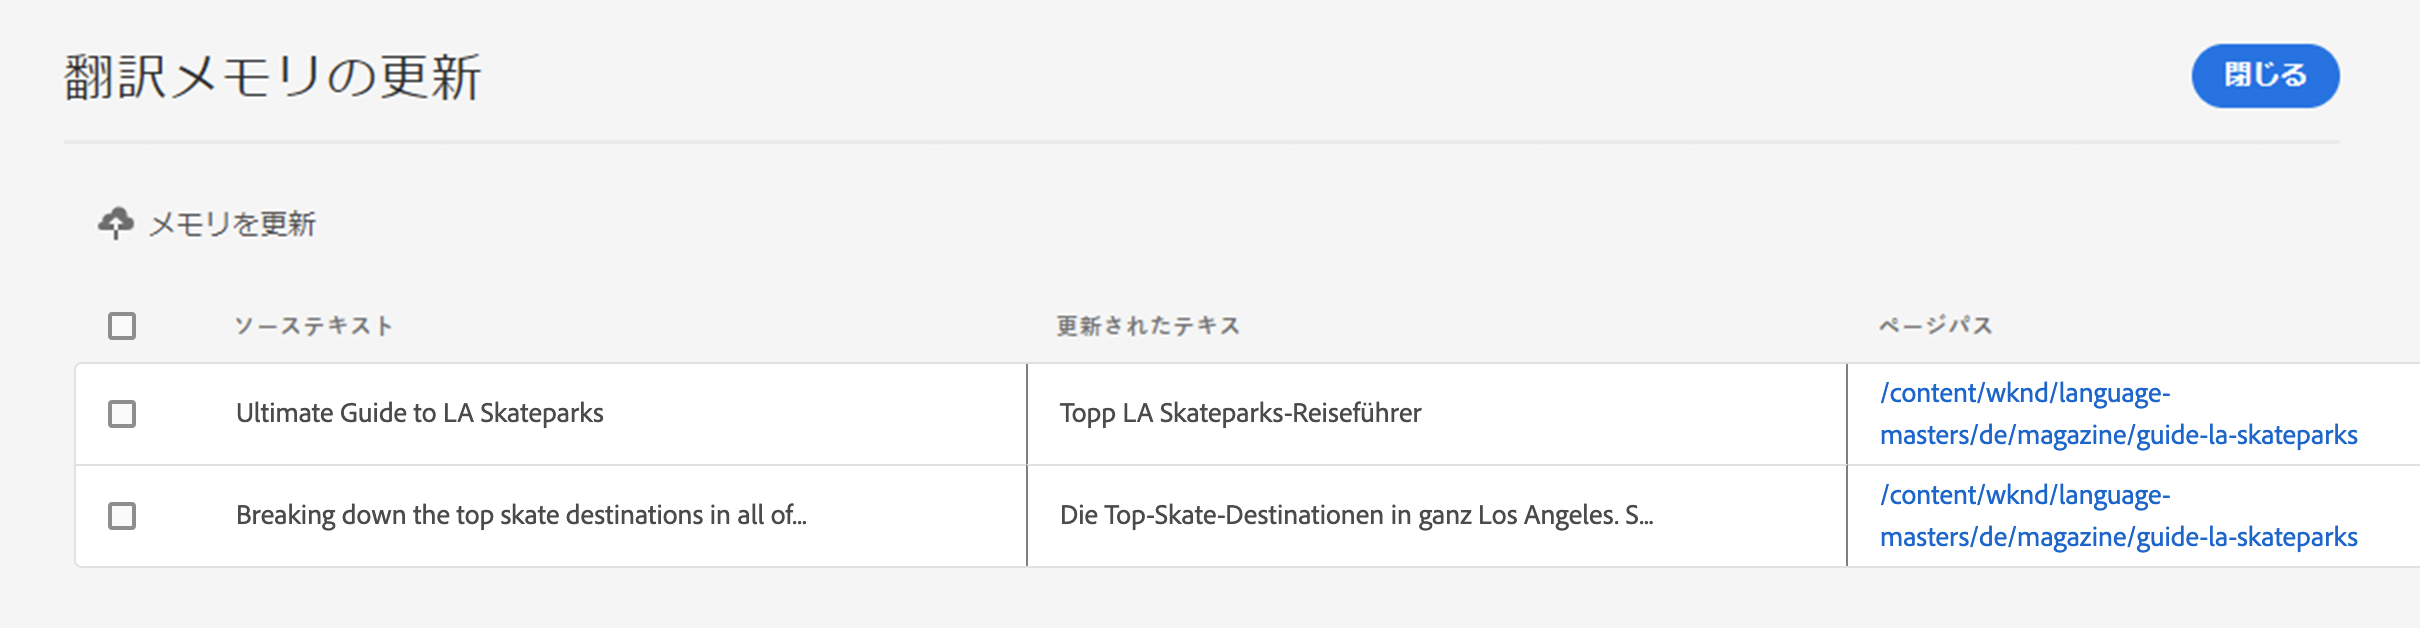 翻訳メモリの更新
閉じる
メモリを更新
ソーステキスト
更新されたテキス
ページパス
Ultimate Guide to LA Skateparks
Topp LA Skateparks-Reiseführer
/content/wknd/language-
masters/de/magazine/guide-la-skateparks
Breaking down the top skate destinations in all of...
Die Top-Skate-Destinationen in ganz Los Angeles. S...
/content/wknd/language-
masters/de/magazine/guide-la-skateparks